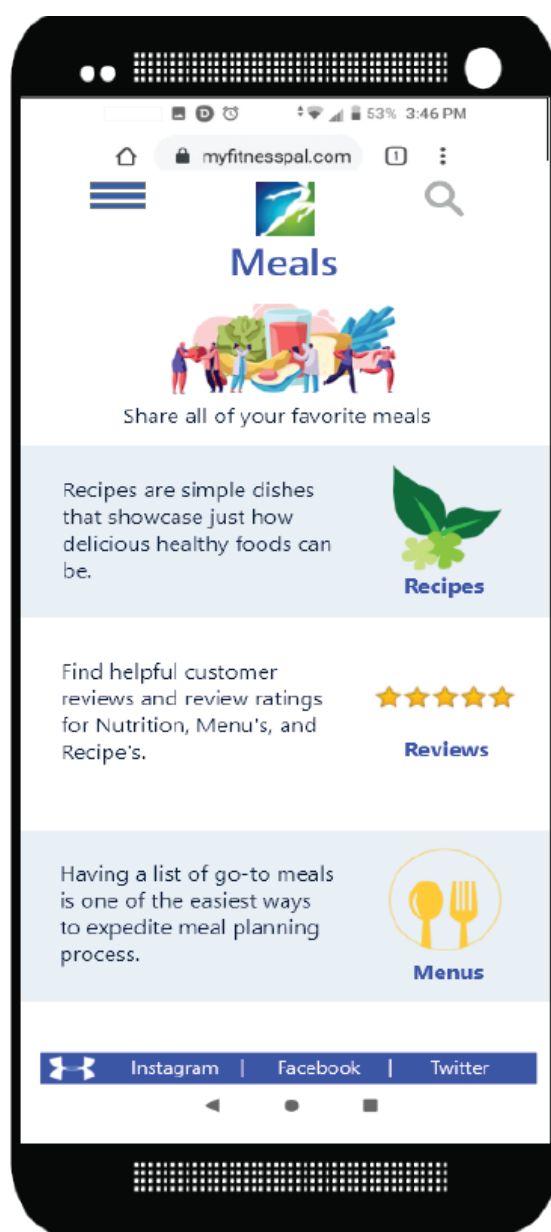 D 53% 3:46 PM
myfitnesspal.com 1
Meals
Share all of your favorite meals
Recipes are simple dishes
that showcase just how
delicious healthy foods can
be.
Recipes
Find helpful customer
reviews and review ratings
for Nutrition, Menu's, and
Recipe's.
Reviews
Having a list of go-to meals
is one of the easiest ways
to expedite meal planning
process.
Menus
Instagram | Facebook | Twitter